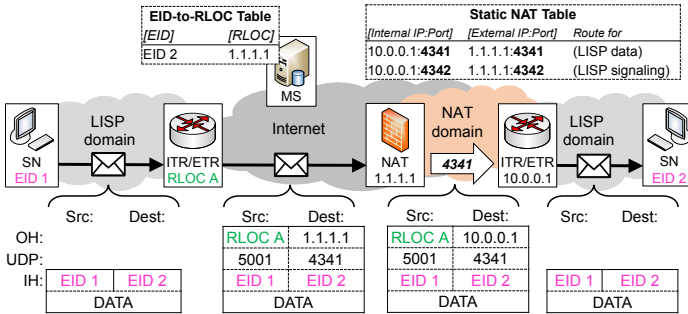 EID-to-RLOC Table
[EID] [RLOC]
EID 2 1.1.1.1
MS
Static NAT Table
[Internal IP:Port] [External IP:Port] Route for
10.0.0.1:4341 1.1.1.1:4341 (LISP data)
10.0.0.1:4342 1.1.1.1:4342 (LISP signaling)
SN
EID 1
LISP
domain
ITR/ETR
RLOC A
Internet
NAT
1.1.1.1
NAT
domain
4341
ITR/ETR
10.0.0.1
LISP
domain
SN
EID 2
Src: Dest: Src: Dest: Src: Dest: Src: Dest:
OH: RLOC A 1.1.1.1 RLOC A 10.0.0.1
UDP: 5001 4341 5001 4341
IH: EID 1 EID 2 EID 1 EID 2 EID 1 EID 2 EID 1 EID 2
DATA DATA DATA DATA